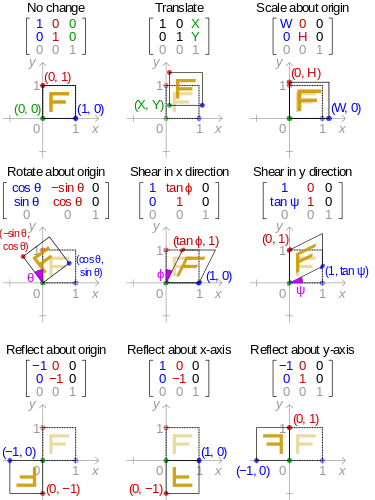 No change Translate Scale about origin
1 0 0 1 0 X W 0 0
0 1 0 0 1 Y 0 H 0
0 0 1 0 0 1 0 0 1
y y y
1 (0, 1) 1 1 (0, H)
F F F
(0, 0) (1, 0) (X, Y) (W, 0)
0 1 x 0 1 x 0 1 x
Rotate about origin Shear in x direction Shear in y direction
cos θ −sin θ 0 1 tan ϕ 0 1 0 0
sin θ cos θ 0 0 1 0 tan ψ 1 0
0 0 1 0 0 1 0 0 1
y y y
(−sin θ, cos θ) 1 (tan ϕ, 1) 1 (0, 1) 1
F F F
(cos θ, sin θ) (1, 0) (1, tan ψ)
θ ϕ ψ
0 1 x 0 1 x 0 1 x
Reflect about origin Reflect about x-axis Reflect about y-axis
−1 0 0 1 0 0 −1 0 0
0 −1 0 0 −1 0 0 1 0
0 0 1 0 0 1 0 0 1
y y y
1 1 1 (0, 1)
F F F
(−1, 0) (1, 0) (−1, 0)
0 1 x 0 1 x 0 1 x
F F
(0, −1) (0, −1)